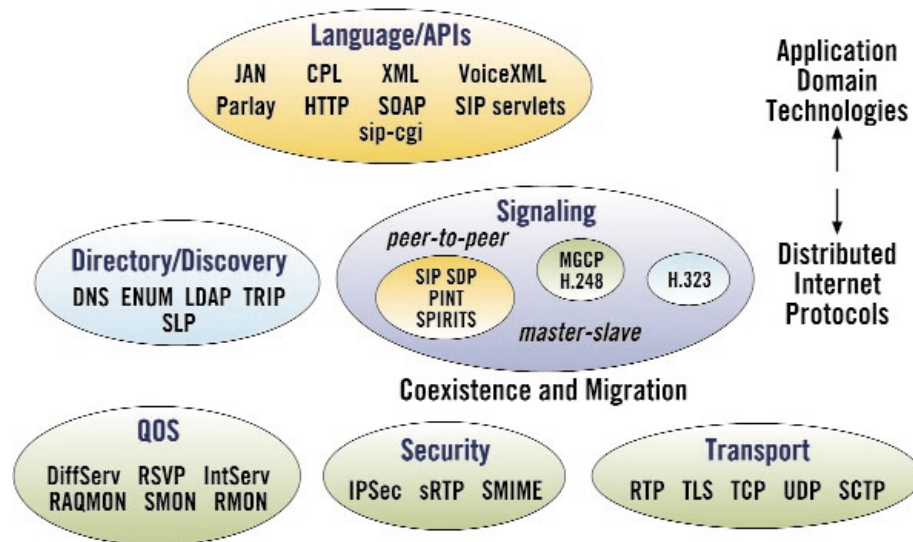 Language/APIs
JAN CPL XML VoiceXML
Parlay HTTP SOAP SIP servlets
sip-cgi
Application
Domain
Technologies
Directory/Discovery
DNS ENUM LDAP TRIP
SLP
Signaling
peer-to-peer
SIP SDP
PINT
SPIRITS
MGCP
H.248
H.323
master-slave
Distributed
Internet
Protocols
Coexistence and Migration
QOS
DiffServ RSVP IntServ
RAQMON SMON RMON
Security
IPSec sRTP SMIME
Transport
RTP TLS TCP UDP SCTP